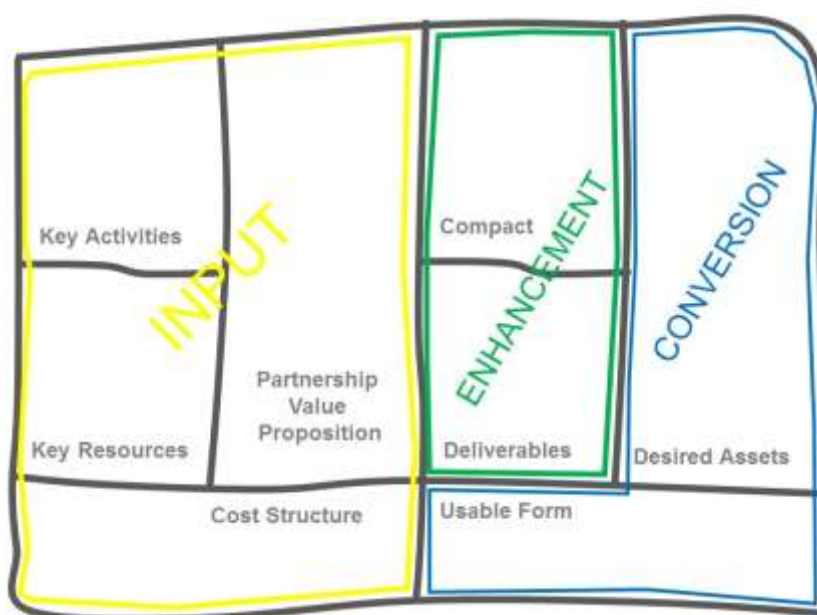 Key Activities
INPUT
Key Resources
Partnership
Value
Proposition
Cost Structure
Compact
ENHANCEMENT
Deliverables
CONVERSION
Desired Assets
Usable Form